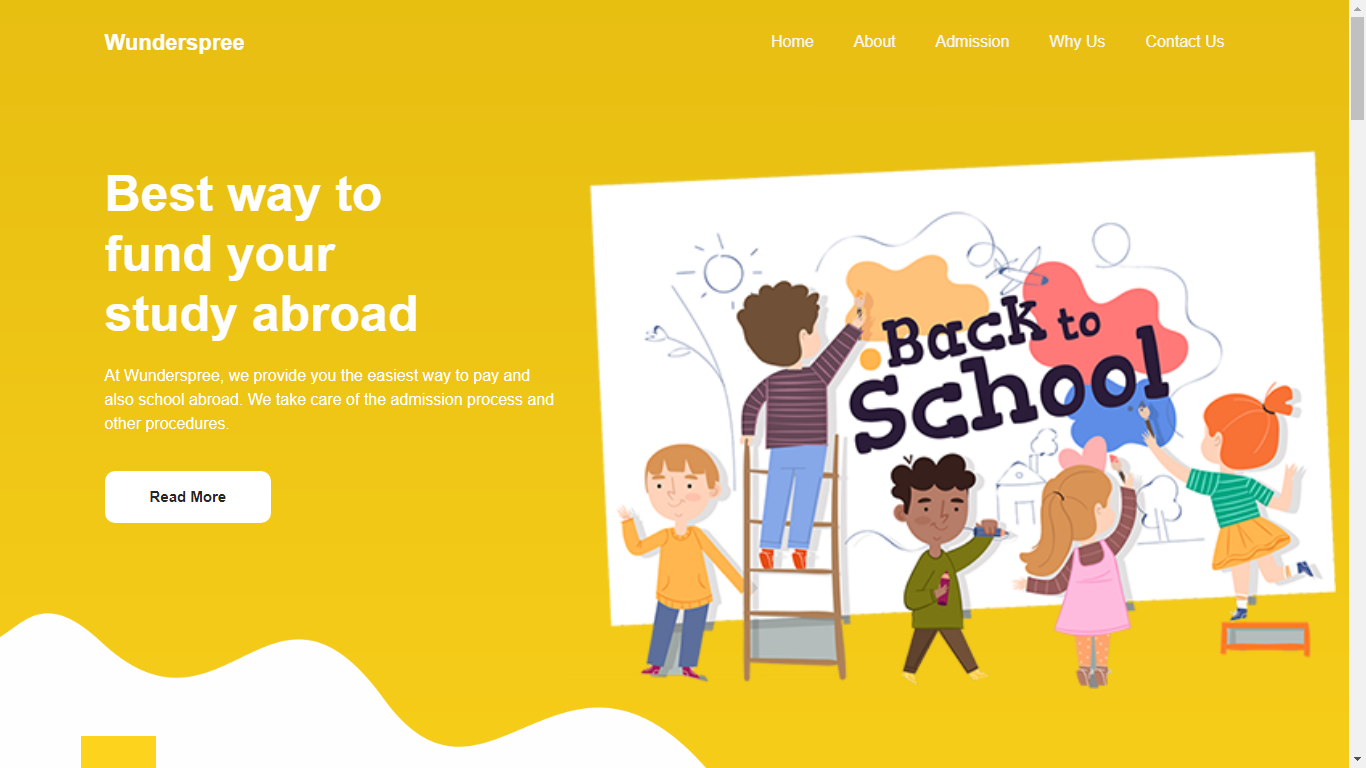 Wunderspree
Home
About
Admission
Why Us
Contact Us
Best way to
fund your
study abroad
At Wunderspree, we provide you the easiest way to pay and
also school abroad. We take care of the admission process and
other procedures.
Read More
Back to
School